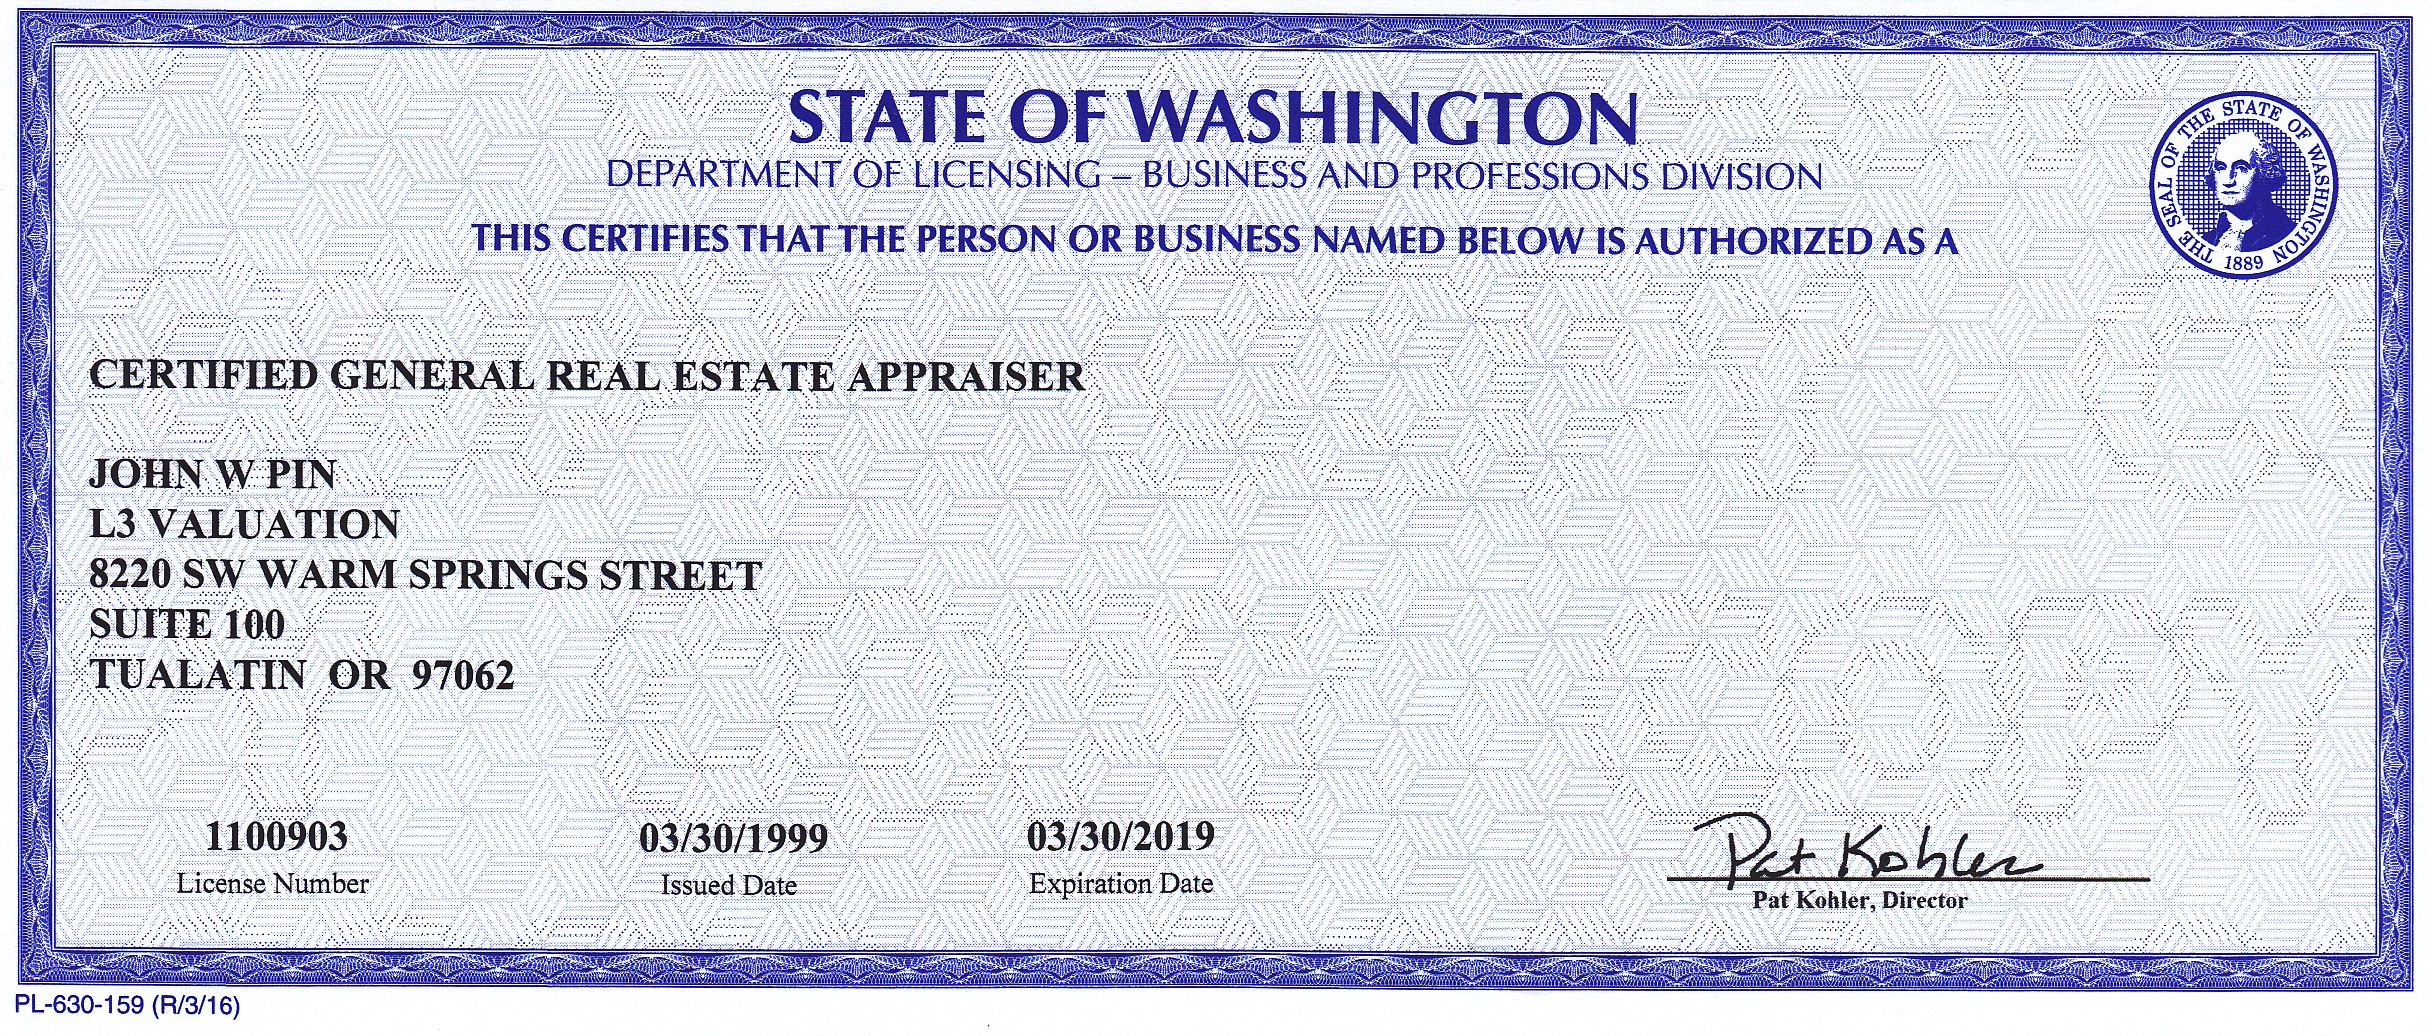 STATE OF WASHINGTON
DEPARTMENT OF LICENSING – BUSINESS AND PROFESSIONS DIVISION
THIS CERTIFIES THAT THE PERSON OR BUSINESS NAMED BELOW IS AUTHORIZED AS A
THE SEAL OF THE STATE OF WASHINGTON
1889
CERTIFIED GENERAL REAL ESTATE APPRAISER
JOHN W PIN
L3 VALUATION
8220 SW WARM SPRINGS STREET
SUITE 100
TUALATIN OR 97062
1100903
License Number
03/30/1999
Issued Date
03/30/2019
Expiration Date
Pat Kohler
Pat Kohler, Director
PL-630-159 (R/3/16)